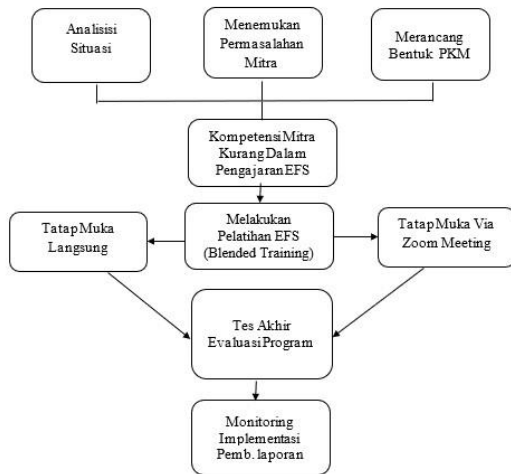 Analisisi
Situasi
Menemukan
Permasalahan
Mitra
Merancang
Bentuk PKM
Kompetensi Mitra
Kurang Dalam
Pengajaran EFS
Tatap Muka
Langsung
Melakukan
Pelatihan EFS
(Blended Training)
Tatap Muka Via
Zoom Meeting
Tes Akhir
Evaluasi Program
Monitoring
Implementasi
Pemb. laporan